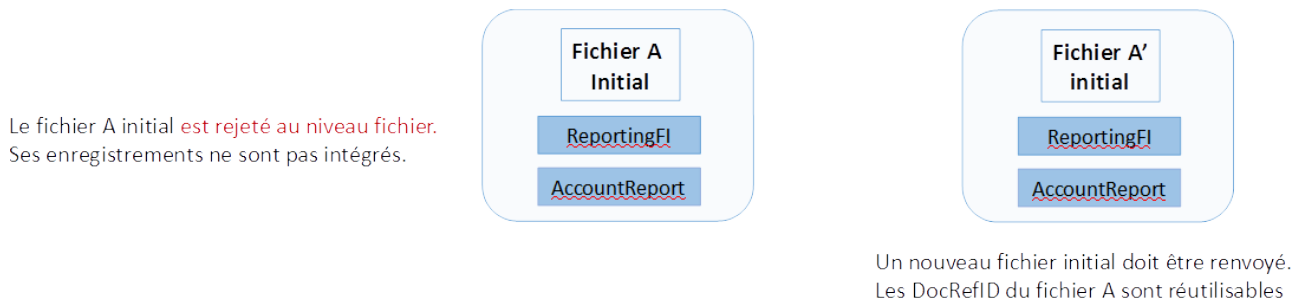 Le fichier A initial est rejeté au niveau fichier.
Ses enregistrements ne sont pas intégrés.
Fichier A
Initial
ReportingFI
AccountReport
Fichier A’
initial
ReportingFI
AccountReport
Un nouveau fichier initial doit être renvoyé.
Les DocRefID du fichier A sont réutilisables